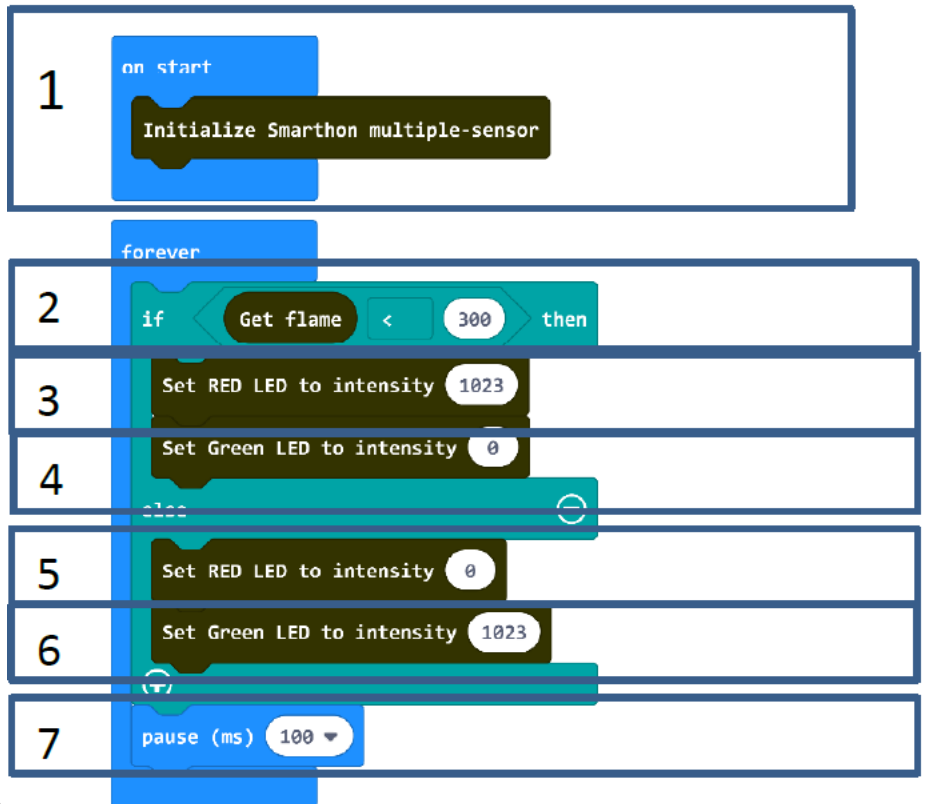 1
on start
Initialize Smarthon multiple-sensor
forever
2
if Get flame < 300 then
3
Set RED LED to intensity 1023
4
Set Green LED to intensity 0
else
5
Set RED LED to intensity 0
6
Set Green LED to intensity 1023
7
pause (ms) 100